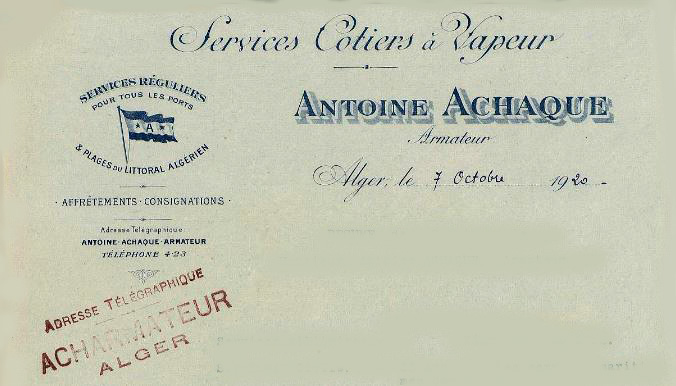 Services Cotiers à Vapeur
SERVICES RÉGULIERS
POUR TOUS LES PORTS
A
& PLAGES DU LITTORAL ALGÉRIEN
· AFFRÈTEMENTS · CONSIGNATIONS ·
Adresse Télégraphique
ANTOINE-ACHAQUE-ARMATEUR
TÉLÉPHONE 4-23
ADRESSE TÉLÉGRAPHIQUE
ACHARMATEUR
ALGER
ANTOINE ACHAQUE
Armateur
Alger, le 7 Octobre 1920